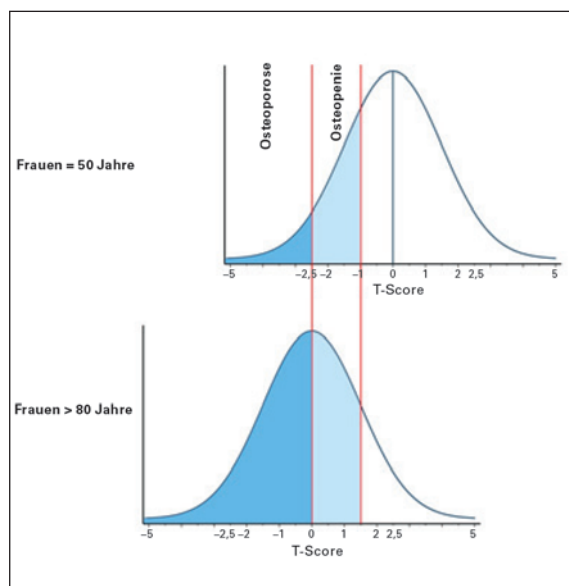 Osteoporose
Osteopenie
Frauen = 50 Jahre
–5 –2,5 –2 –1 0 1 2 2,5 5
T-Score
Frauen > 80 Jahre
–5 –2,5 –2 –1 0 1 2 2,5 5
T-Score